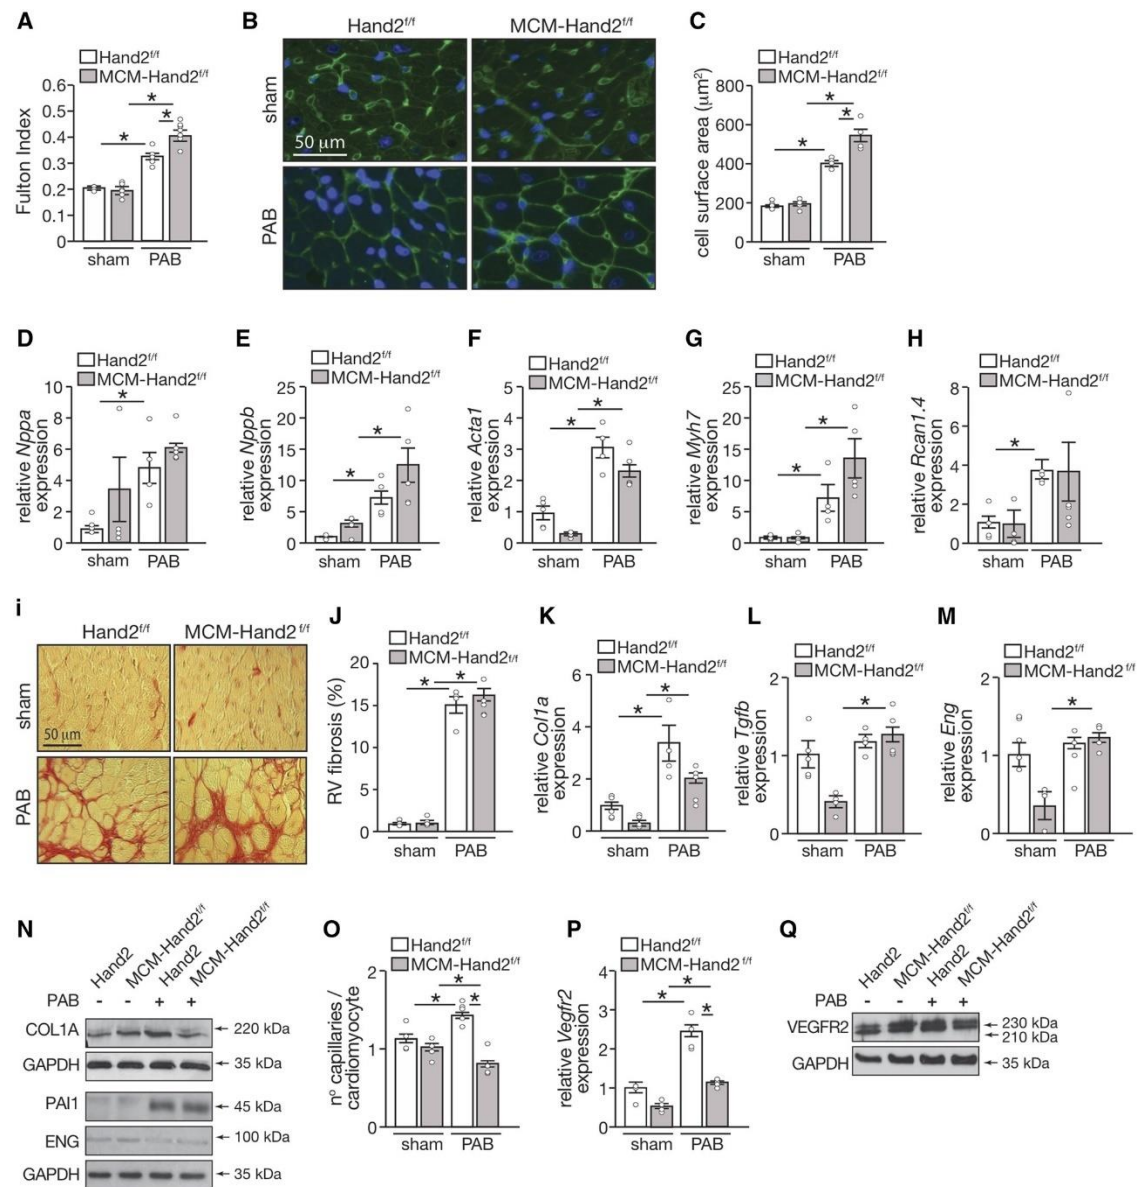 A
Hand2f/f
MCM-Hand2f/f
Fulton Index
0.6
0.5
0.4
0.3
0.2
0.1
0
*
*
*
sham
PAB
B
Hand2f/f
MCM-Hand2f/f
sham
50 μm
PAB
C
Hand2f/f
MCM-Hand2f/f
cell surface area (μm²)
800
600
400
200
0
*
*
*
sham
PAB
D
Hand2f/f
MCM-Hand2f/f
relative Nppa
expression
10
8
6
4
2
0
*
sham
PAB
E
Hand2f/f
MCM-Hand2f/f
relative Nppb
expression
25
20
15
10
5
0
*
*
sham
PAB
F
Hand2f/f
MCM-Hand2f/f
relative Acta1
expression
5
4
3
2
1
0
*
*
sham
PAB
G
Hand2f/f
MCM-Hand2f/f
relative Myh7
expression
25
20
15
10
5
0
*
*
sham
PAB
H
Hand2f/f
MCM-Hand2f/f
relative Rcan1.4
expression
8
6
4
2
0
*
sham
PAB
i
Hand2f/f
MCM-Hand2 f/f
sham
50 μm
PAB
J
Hand2f/f
MCM-Hand2f/f
RV fibrosis (%)
20
15
10
5
0
*
*
sham
PAB
K
Hand2f/f
MCM-Hand2f/f
relative Col1a
expression
6
4
2
0
*
*
sham
PAB
L
Hand2f/f
MCM-Hand2f/f
relative Tgfb
expression
2
1
0
*
sham
PAB
M
Hand2f/f
MCM-Hand2 f/f
relative Eng
expression
2
1
0
*
sham
PAB
N
Hand2
MCM-Hand2f/f
Hand2
MCM-Hand2f/f
PAB - - + +
COL1A 220 kDa
GAPDH 35 kDa
PAI1 45 kDa
ENG 100 kDa
GAPDH 35 kDa
O
Hand2f/f
MCM-Hand2f/f
nº capillaries /
cardiomyocyte
2
1
0
*
*
*
sham
PAB
P
Hand2f/f
MCM-Hand2 f/f
relative Vegfr2
expression
4
3
2
1
0
*
*
*
sham
PAB
Q
Hand2
MCM-Hand2f/f
Hand2
MCM-Hand2f/f
PAB - - + +
VEGFR2 230 kDa
210 kDa
GAPDH 35 kDa